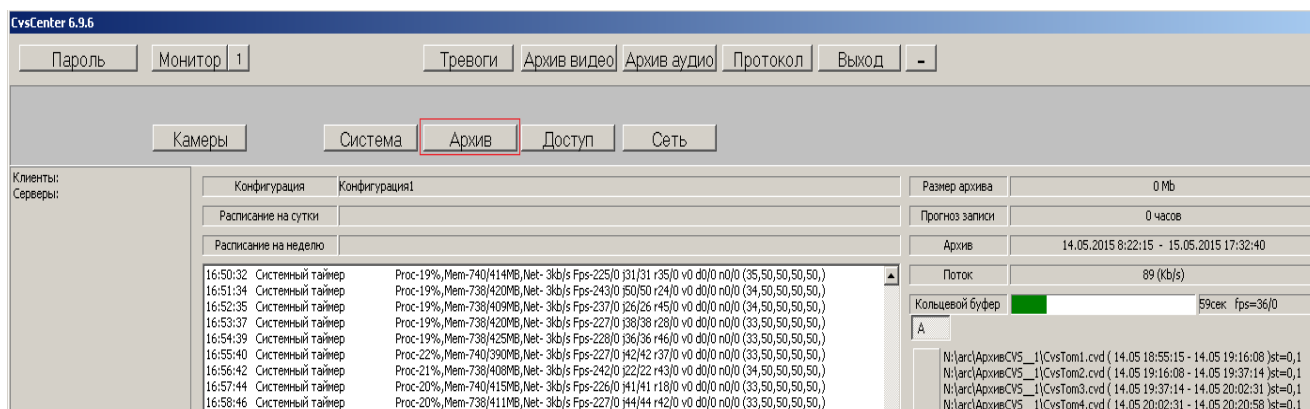 CvsCenter 6.9.6
Пароль Монитор 1 Тревоги Архив видео Архив аудио Протокол Выход -
Камеры Система Архив Доступ Сеть
Клиенты:
Серверы:
Конфигурация Конфигурация1
Расписание на сутки
Расписание на неделю
Размер архива 0 Mb
Прогноз записи 0 часов
Архив 14.05.2015 8:22:15 - 15.05.2015 17:32:40
Поток 89 (Kb/s)
Кольцевой буфер 59сек fps=36/0
A
16:50:32 Системный таймер Proc-19%,Mem-740/414MB,Net- 3kb/s Fps-225/0 j31/31 r35/0 v0 d0/0 n0/0 (35,50,50,50,50,)
16:51:34 Системный таймер Proc-19%,Mem-738/420MB,Net- 3kb/s Fps-243/0 j50/50 r24/0 v0 d0/0 n0/0 (34,50,50,50,50,)
16:52:35 Системный таймер Proc-19%,Mem-738/409MB,Net- 3kb/s Fps-237/0 j26/26 r45/0 v0 d0/0 n0/0 (34,50,50,50,50,)
16:53:37 Системный таймер Proc-19%,Mem-738/420MB,Net- 3kb/s Fps-227/0 j38/38 r28/0 v0 d0/0 n0/0 (33,50,50,50,50,)
16:54:39 Системный таймер Proc-19%,Mem-738/425MB,Net- 3kb/s Fps-228/0 j36/36 r46/0 v0 d0/0 n0/0 (34,50,50,50,50,)
16:55:40 Системный таймер Proc-22%,Mem-740/390MB,Net- 3kb/s Fps-227/0 j42/42 r37/0 v0 d0/0 n0/0 (33,50,50,50,50,)
16:56:42 Системный таймер Proc-21%,Mem-738/408MB,Net- 3kb/s Fps-242/0 j22/22 r43/0 v0 d0/0 n0/0 (34,50,50,50,50,)
16:57:44 Системный таймер Proc-20%,Mem-740/415MB,Net- 3kb/s Fps-226/0 j41/41 r18/0 v0 d0/0 n0/0 (33,50,50,50,50,)
16:58:46 Системный таймер Proc-20%,Mem-738/411MB,Net- 3kb/s Fps-227/0 j44/44 r42/0 v0 d0/0 n0/0 (33,50,50,50,50,)
N:\arc\АрхивCVS__1\CvsTom1.cvd ( 14.05 18:55:15 - 14.05 19:16:08 )st=0,1
N:\arc\АрхивCVS__1\CvsTom2.cvd ( 14.05 19:16:08 - 14.05 19:37:14 )st=0,1
N:\arc\АрхивCVS__1\CvsTom3.cvd ( 14.05 19:37:14 - 14.05 20:02:31 )st=0,1
N:\arc\АрхивCVS__1\CvsTom4.cvd ( 14.05 20:02:31 - 14.05 20:20:58 )st=0,1